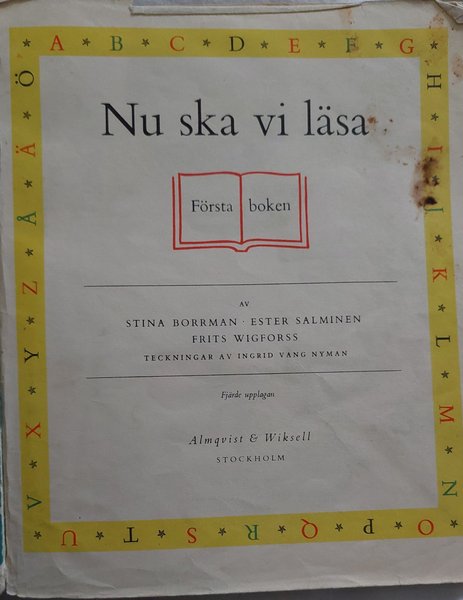 A B C D E F G
H I J K L M N
O P Q R S T U
V X Y Z Å Ä Ö
Nu ska vi läsa
Första boken
AV
STINA BORRMAN · ESTER SALMINEN
FRITS WIGFORSS
TECKNINGAR AV INGRID VANG NYMAN
Fjärde upplagan
Almqvist & Wiksell
STOCKHOLM